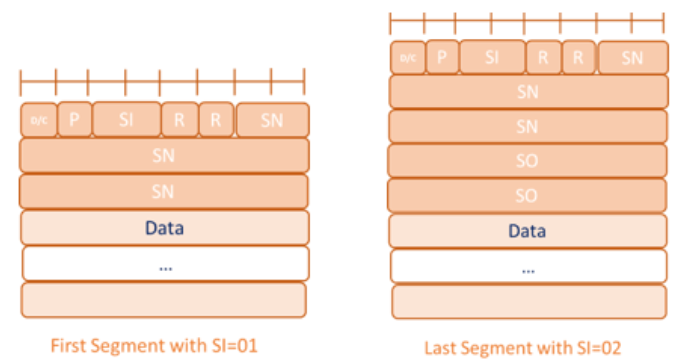 D/C P SI R R SN
SN
SN
Data
...
First Segment with SI=01
D/C P SI R R SN
SN
SN
SO
SO
Data
...
Last Segment with SI=02